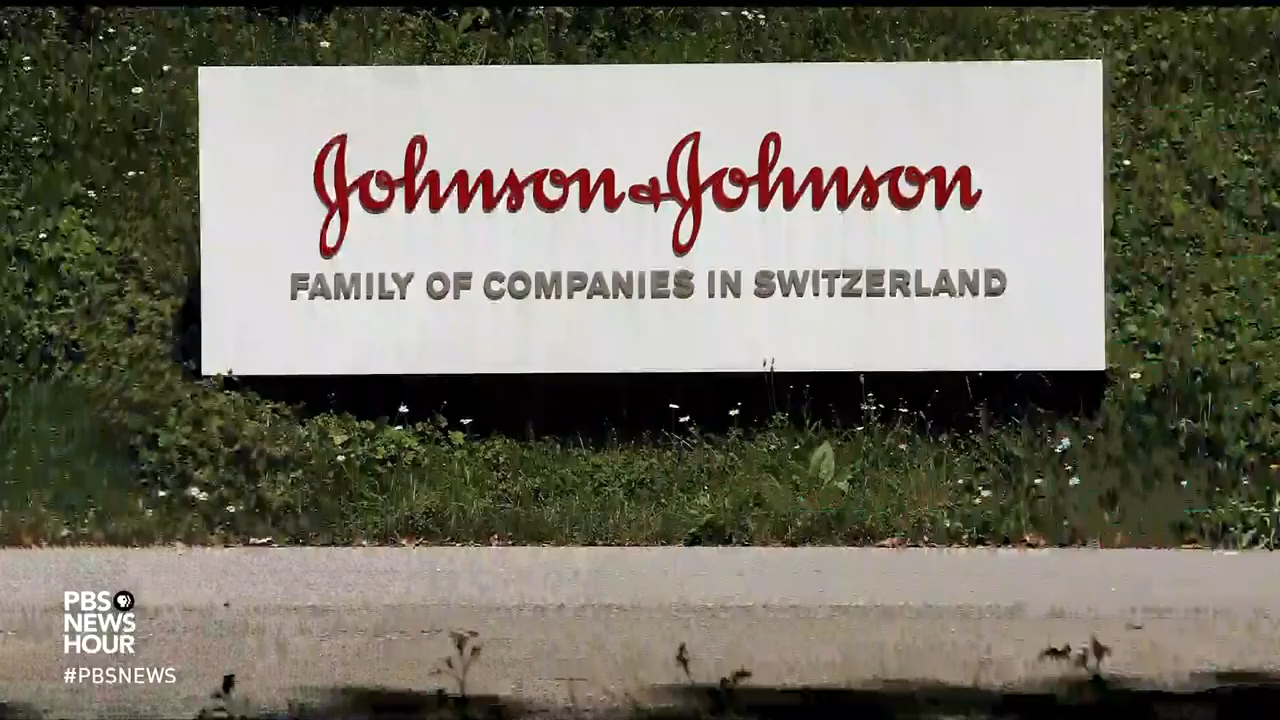 Johnson & Johnson
FAMILY OF COMPANIES IN SWITZERLAND
PBS
NEWS
HOUR
#PBSNEWS